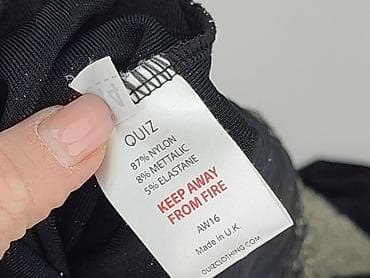 QUIZ
87% NYLON
8% METTALIC
5% ELASTANE
KEEP AWAY
FROM FIRE
AW16
Made in U.K.
QUIZCLOTHING.COM